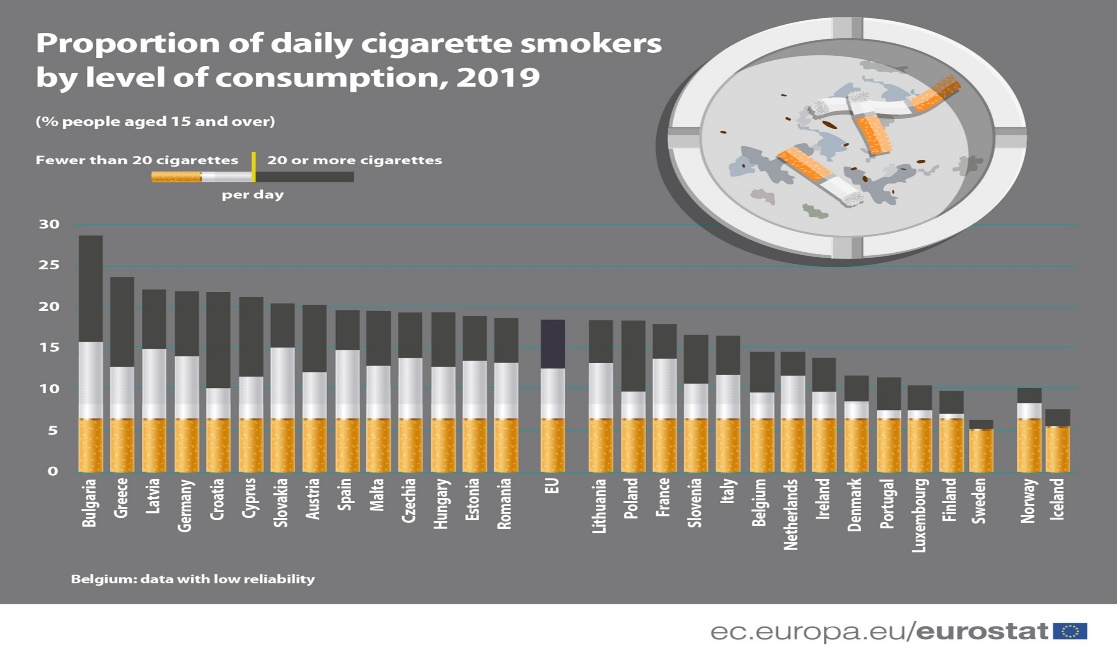 Proportion of daily cigarette smokers
by level of consumption, 2019
(% people aged 15 and over)
Fewer than 20 cigarettes 20 or more cigarettes
per day
30
25
20
15
10
5
0
Bulgaria
Greece
Latvia
Germany
Croatia
Cyprus
Slovakia
Austria
Spain
Malta
Czechia
Hungary
Estonia
Romania
EU
Lithuania
Poland
France
Slovenia
Italy
Belgium
Netherlands
Ireland
Denmark
Portugal
Luxembourg
Finland
Sweden
Norway
Iceland
Belgium: data with low reliability
ec.europa.eu/eurostat